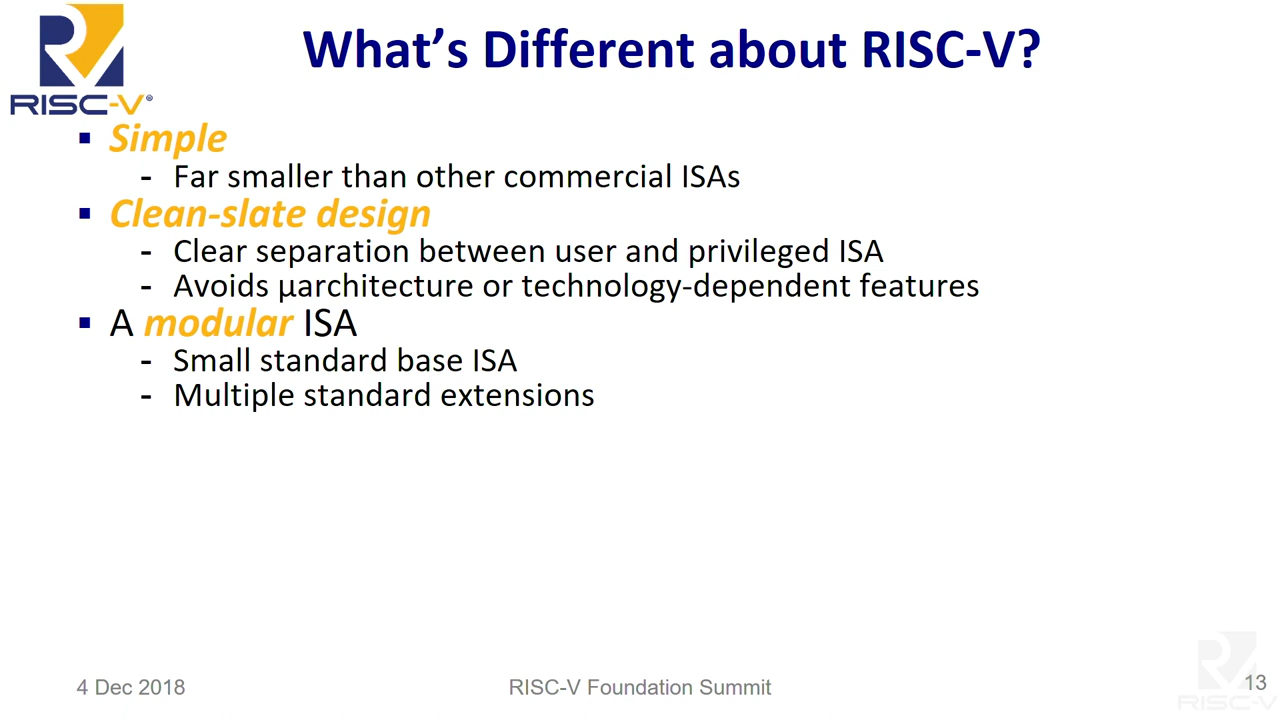 RISC-V®
What's Different about RISC-V?
▪ Simple
- Far smaller than other commercial ISAs
▪ Clean-slate design
- Clear separation between user and privileged ISA
- Avoids µarchitecture or technology-dependent features
▪ A modular ISA
- Small standard base ISA
- Multiple standard extensions
4 Dec 2018
RISC-V Foundation Summit
13
RISC-V